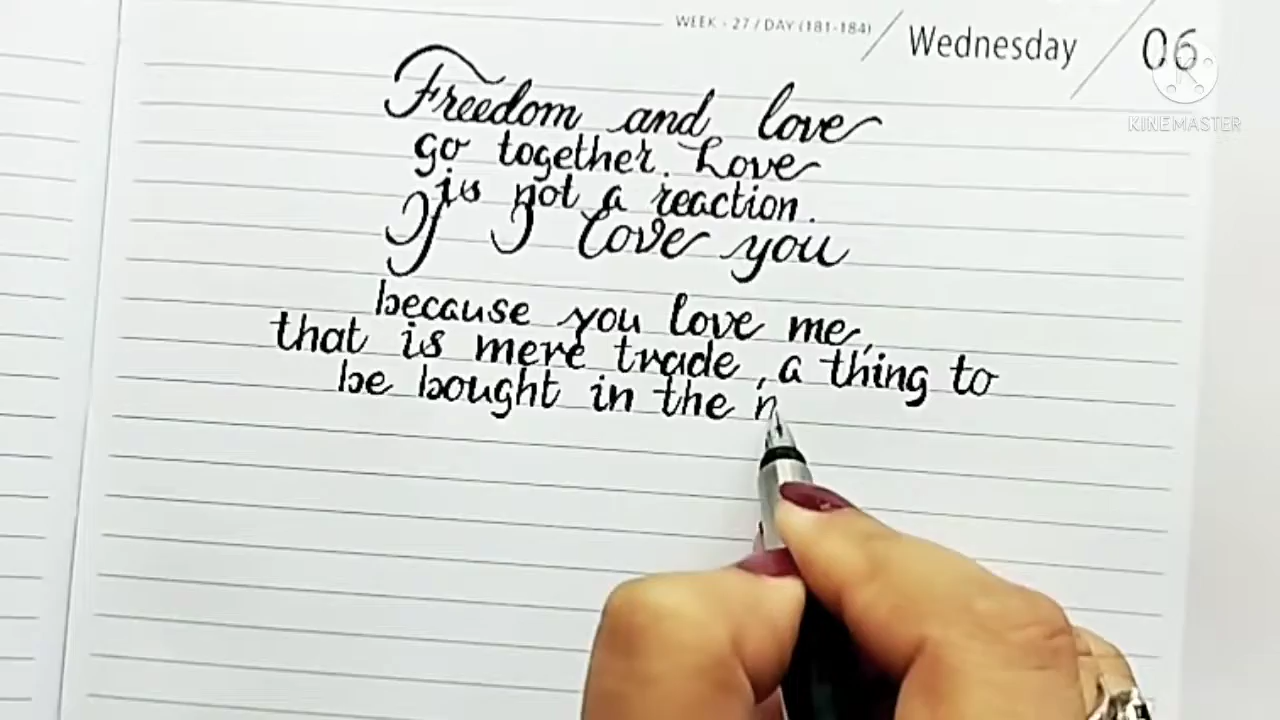 WEEK - 27 / DAY (181-184)
Wednesday
06
KINEMASTER
Freedom and love
go together. Love
is not a reaction.
If I love you
because you love me,
that is mere trade, a thing to
be bought in the